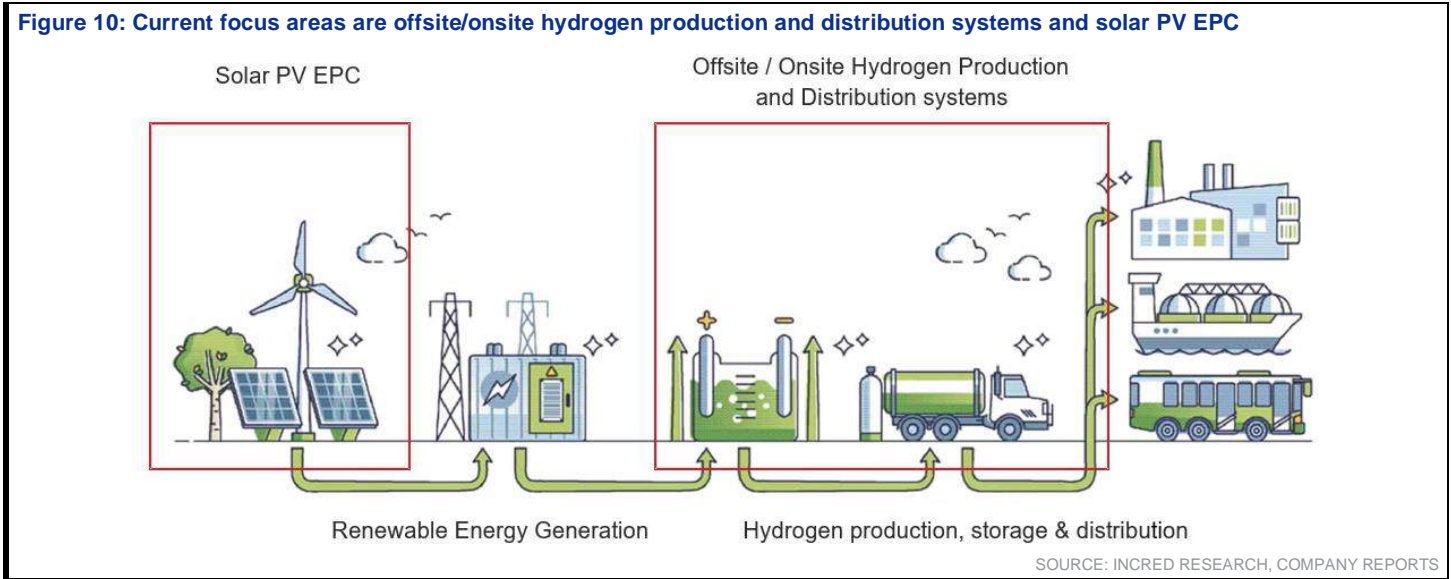 Figure 10: Current focus areas are offsite/onsite hydrogen production and distribution systems and solar PV EPC
Solar PV EPC
Offsite / Onsite Hydrogen Production
and Distribution systems
Renewable Energy Generation
Hydrogen production, storage & distribution
SOURCE: INCRED RESEARCH, COMPANY REPORTS